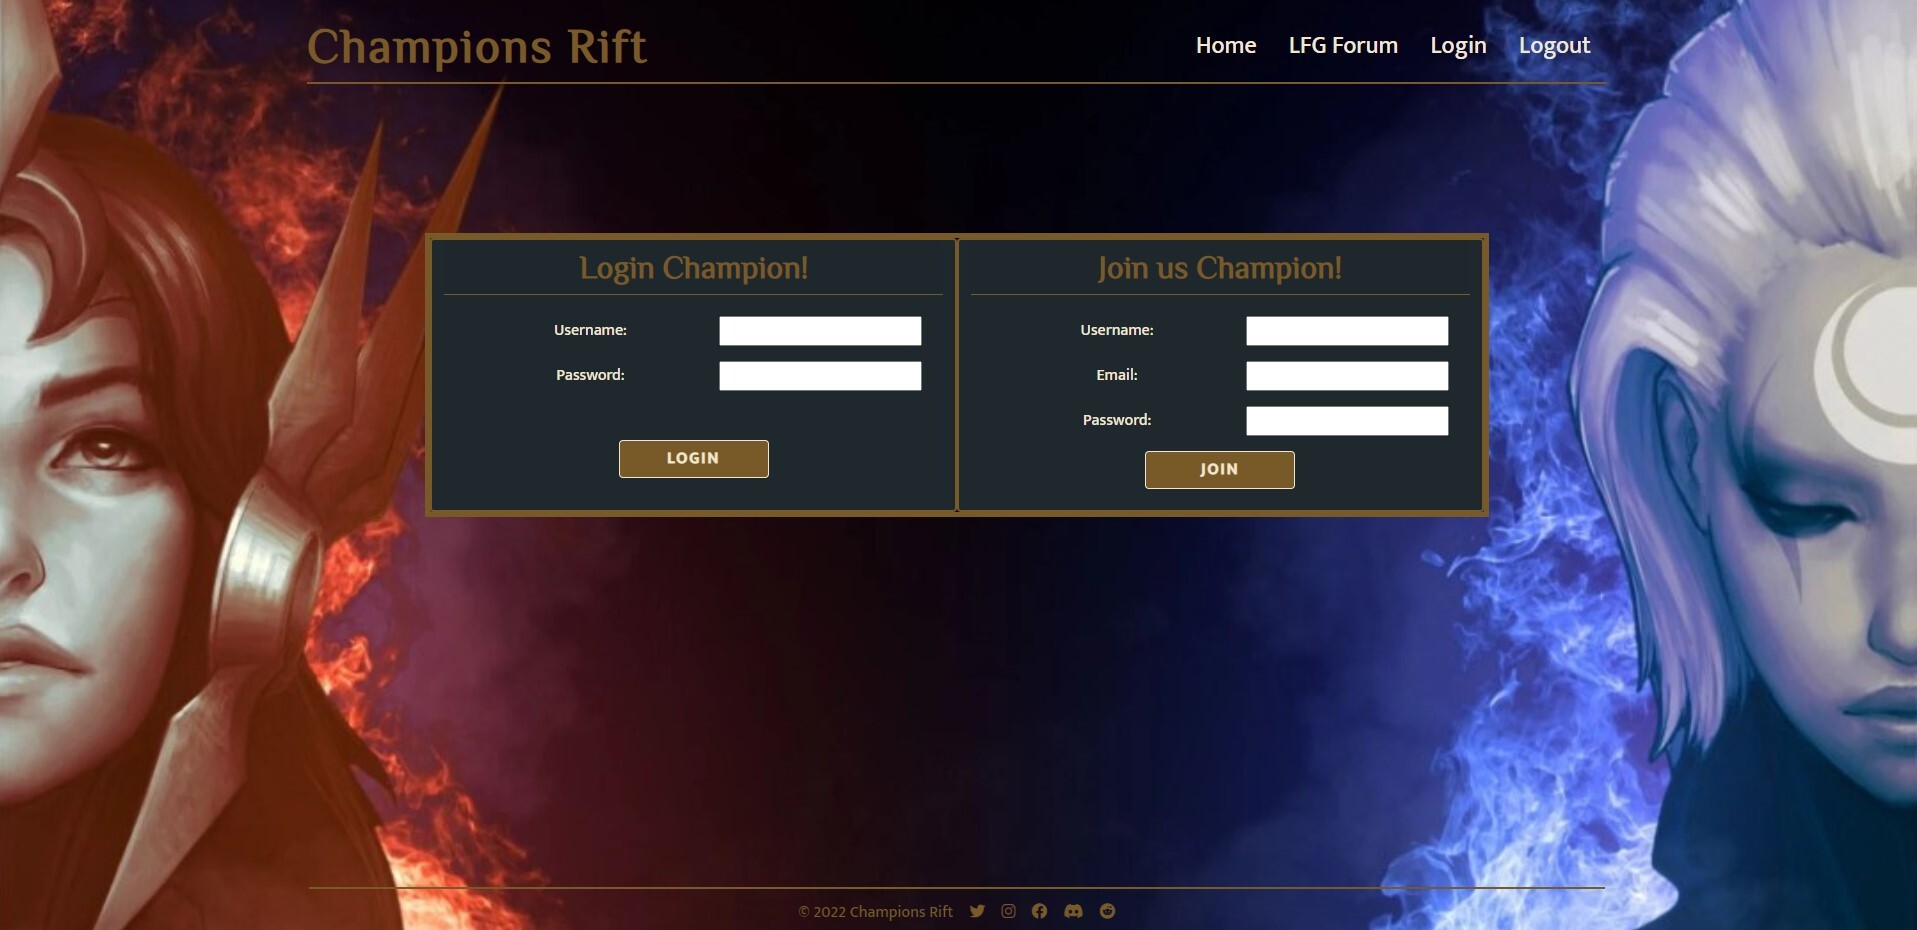 Champions Rift
Home LFG Forum Login Logout
Login Champion!
Username:
Password:
LOGIN
Join us Champion!
Username:
Email:
Password:
JOIN
© 2022 Champions Rift